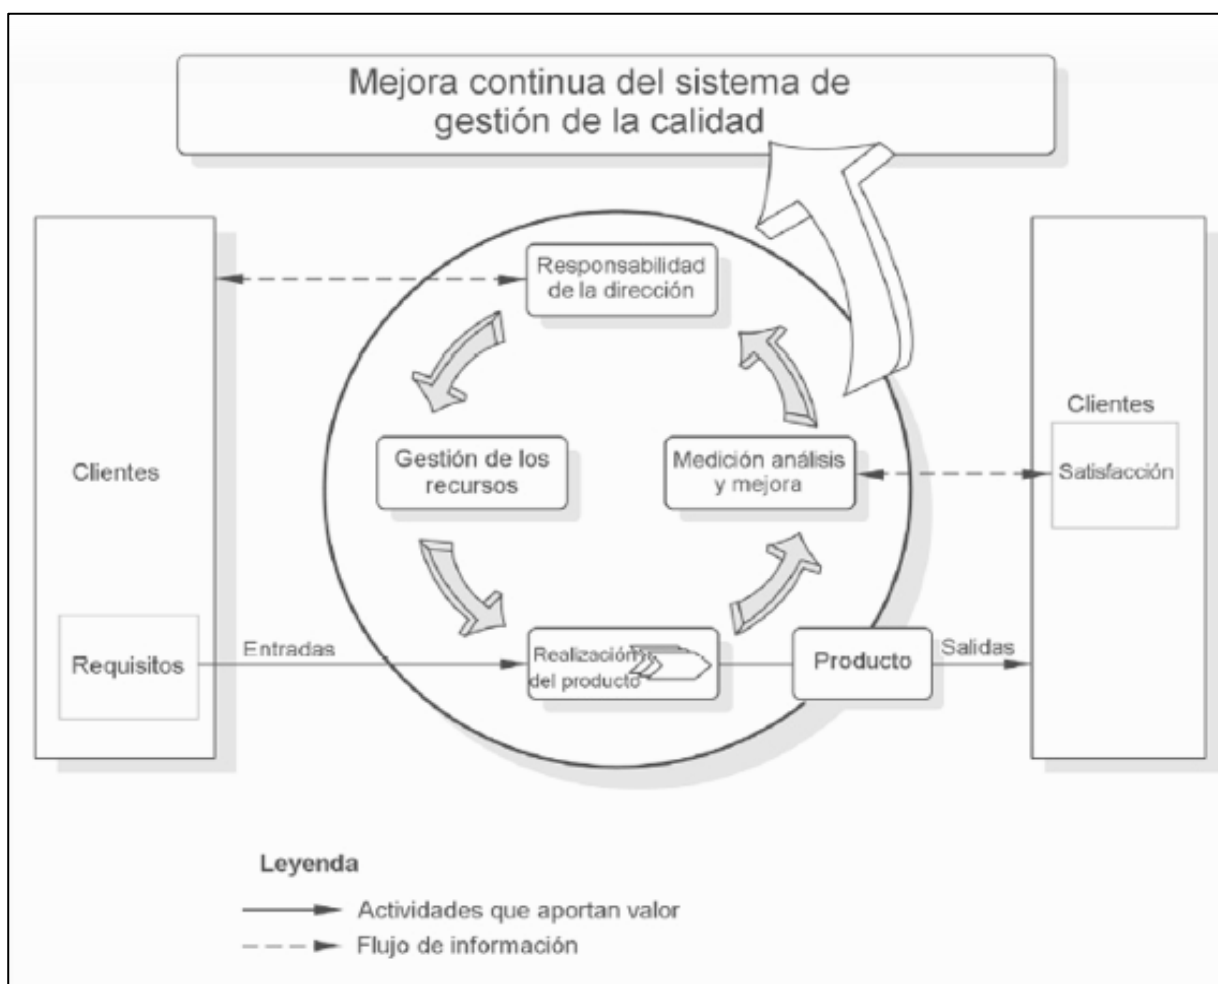 Mejora continua del sistema de
gestión de la calidad
Responsabilidad
de la dirección
Clientes
Gestión de los
recursos
Medición análisis
y mejora
Clientes
Satisfacción
Requisitos
Entradas
Realización
del producto
Producto
Salidas
Leyenda
Actividades que aportan valor
Flujo de información